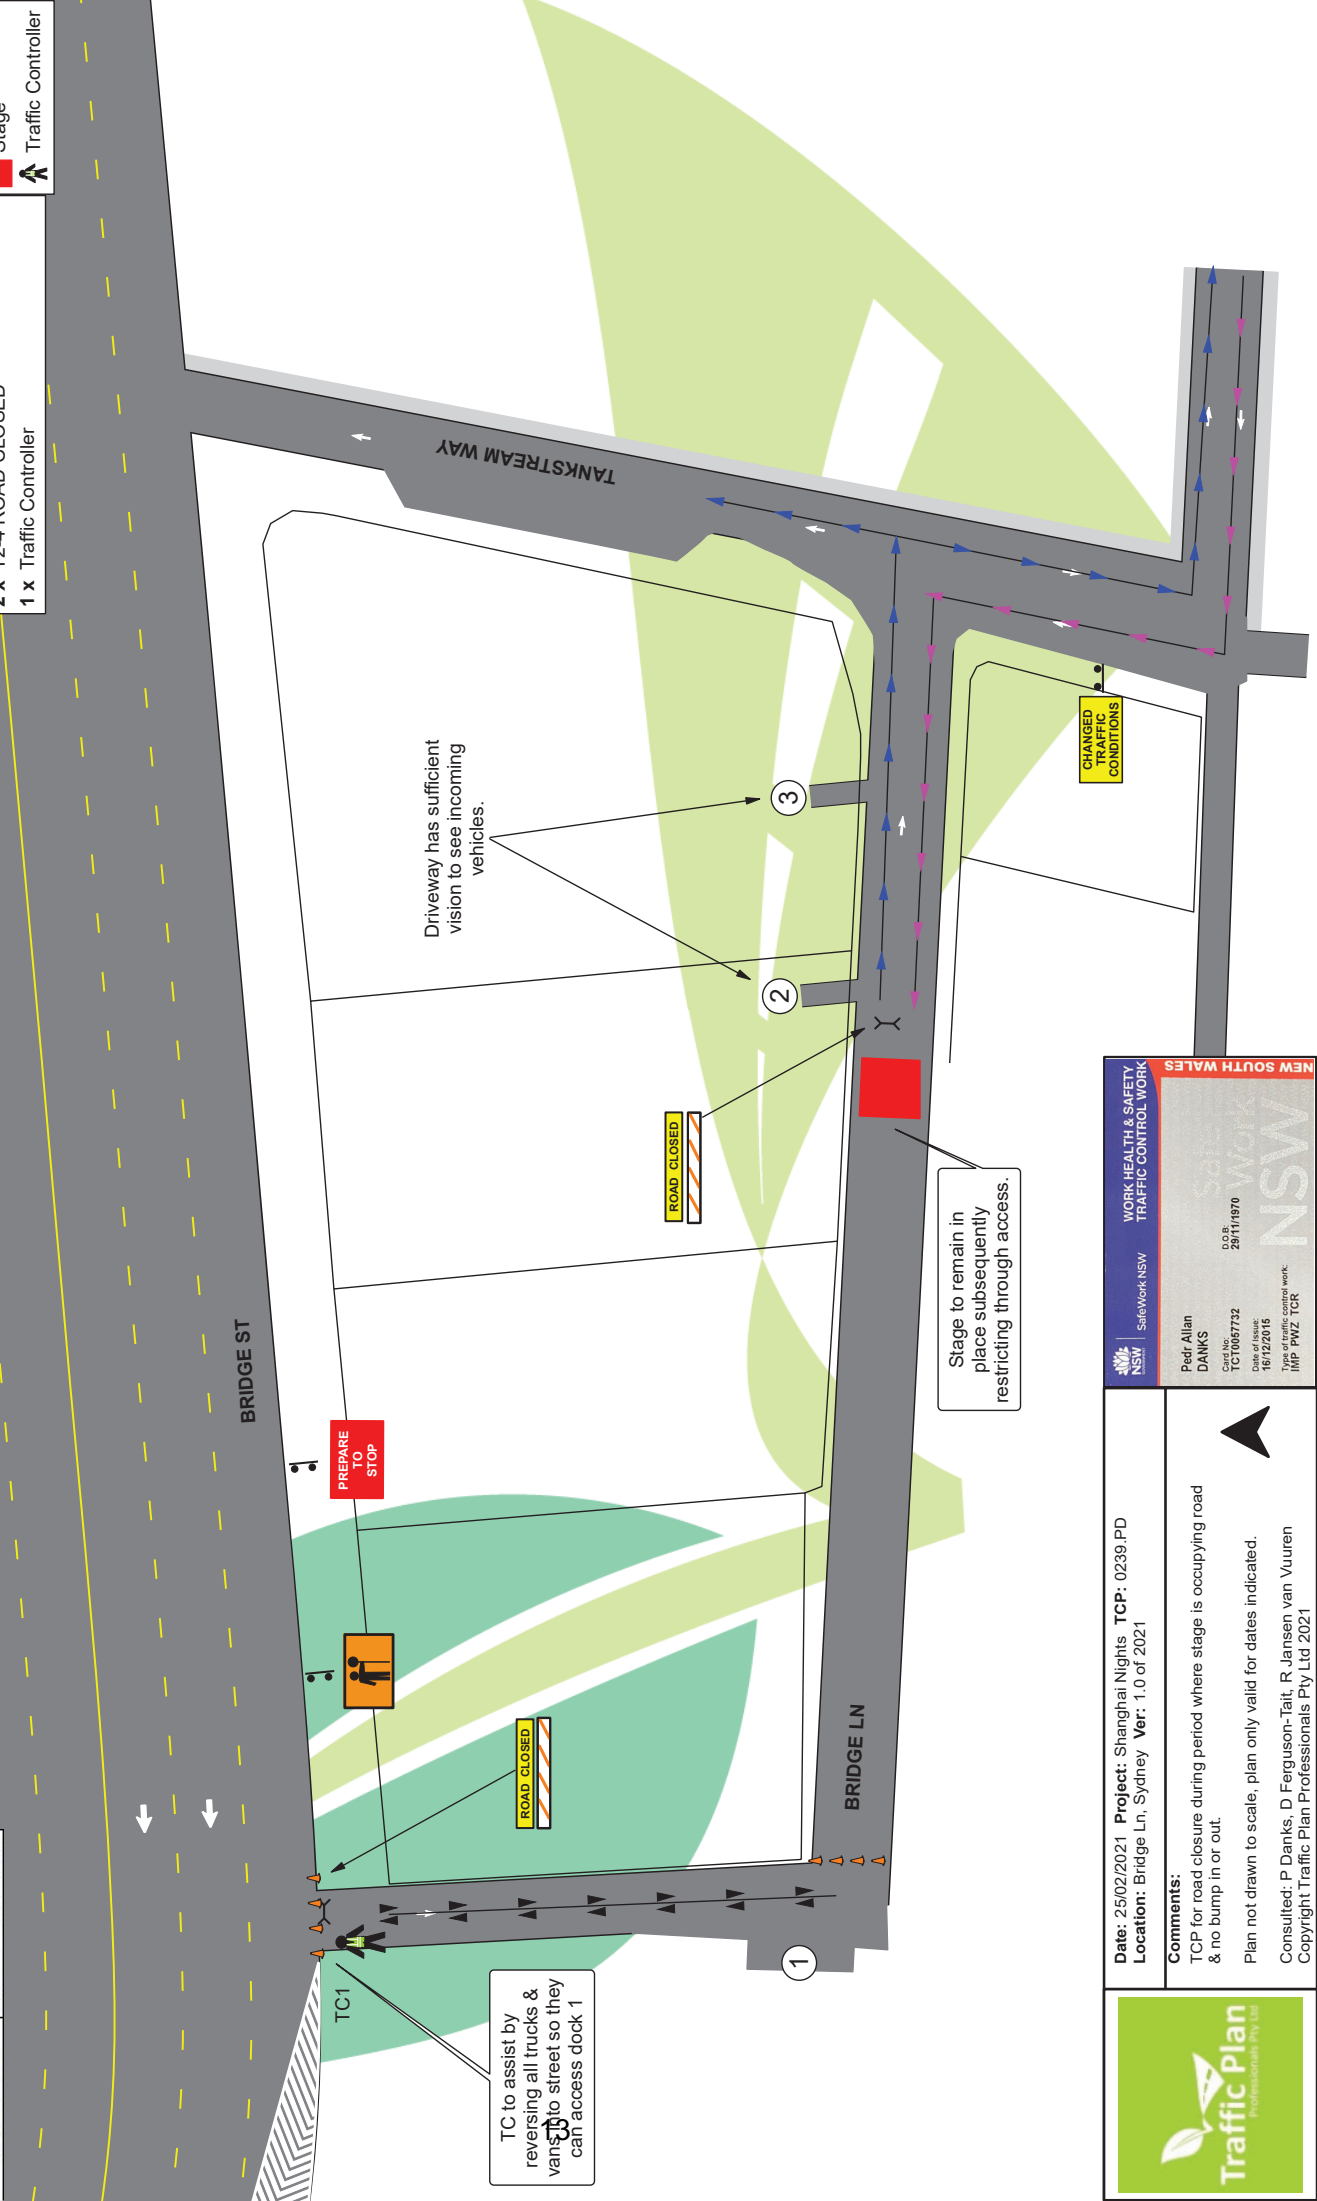 Stage
Traffic Controller
1 x Traffic Controller
BRIDGE ST
TANKSTREAM WAY
BRIDGE LN
Driveway has sufficient
vision to see incoming
vehicles.
3
2
1
CHANGED
TRAFFIC
CONDITIONS
ROAD CLOSED
Stage to remain in
place subsequently
restricting through access.
PREPARE
TO
STOP
ROAD CLOSED
TC1
TC to assist by
reversing all trucks &
vans into street so they
can access dock 1
13
Traffic Plan
Professionals Pty Ltd
Date: 25/02/2021 Project: Shanghai Nights TCP: 0239.PD
Location: Bridge Ln, Sydney Ver: 1.0 of 2021
Comments:
TCP for road closure during period where stage is occupying road
& no bump in or out.
Plan not drawn to scale, plan only valid for dates indicated.
Consulted: P Danks, D Ferguson-Tait, R Jansen van Vuuren
Copyright Traffic Plan Professionals Pty Ltd 2021
NSW
SafeWork NSW
WORK HEALTH & SAFETY
TRAFFIC CONTROL WORK
Pedr Allan
DANKS
Card No:
TCT0057732
D.O.B:
29/11/1970
Date of Issue:
16/12/2015
Type of traffic control work:
IMP PWZ TCR
Safe
Work
NSW
NEW SOUTH WALES